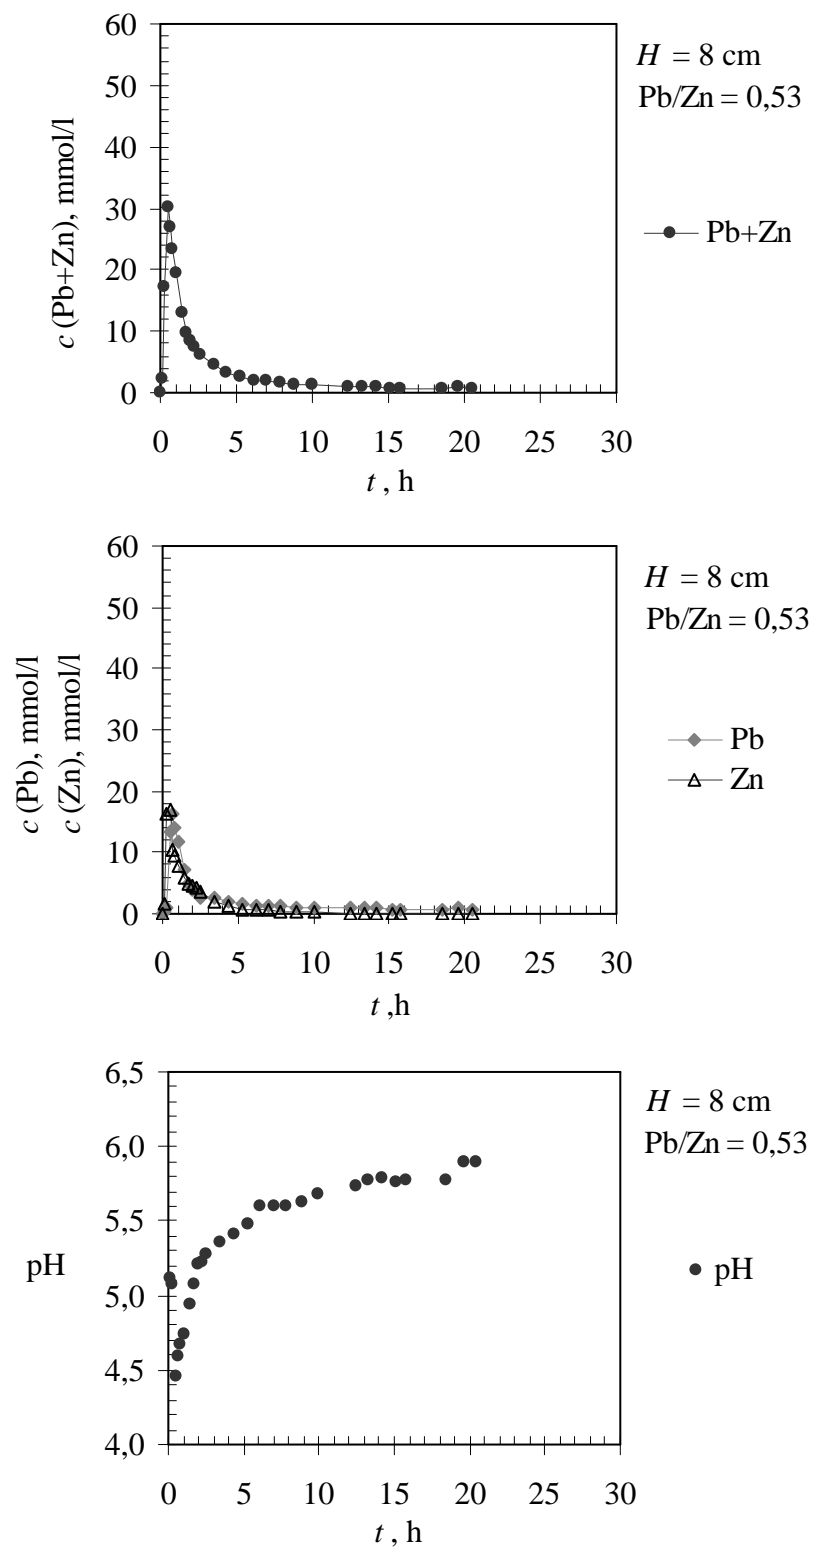 60
50
40
30
20
10
0
c (Pb+Zn), mmol/l
0 5 10 15 20 25 30
t , h
H = 8 cm
Pb/Zn = 0,53
Pb+Zn
60
50
40
30
20
10
0
c (Pb), mmol/l
c (Zn), mmol/l
0 5 10 15 20 25 30
t ,h
H = 8 cm
Pb/Zn = 0,53
Pb
Zn
6,5
6,0
5,5
5,0
4,5
4,0
pH
0 5 10 15 20 25 30
t , h
H = 8 cm
Pb/Zn = 0,53
pH